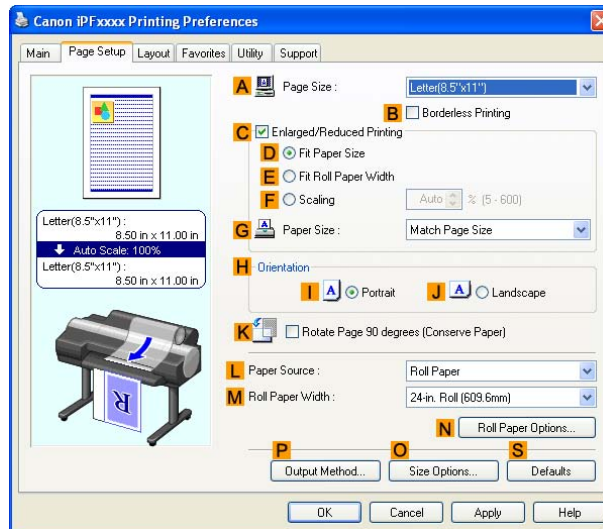 Canon iPFxxxx Printing Preferences
Main Page Setup Layout Favorites Utility Support
A Page Size : Letter(8.5"x11")
B Borderless Printing
C Enlarged/Reduced Printing
D Fit Paper Size
E Fit Roll Paper Width
F Scaling Auto % (5 - 600)
G Paper Size : Match Page Size
Letter(8.5"x11") :
8.50 in x 11.00 in
Auto Scale: 100%
Letter(8.5"x11") :
8.50 in x 11.00 in
H Orientation
I A Portrait J A Landscape
K Rotate Page 90 degrees (Conserve Paper)
R
L Paper Source : Roll Paper
M Roll Paper Width : 24-in. Roll (609.6mm)
N Roll Paper Options...
P O S
Output Method... Size Options... Defaults
OK Cancel Apply Help